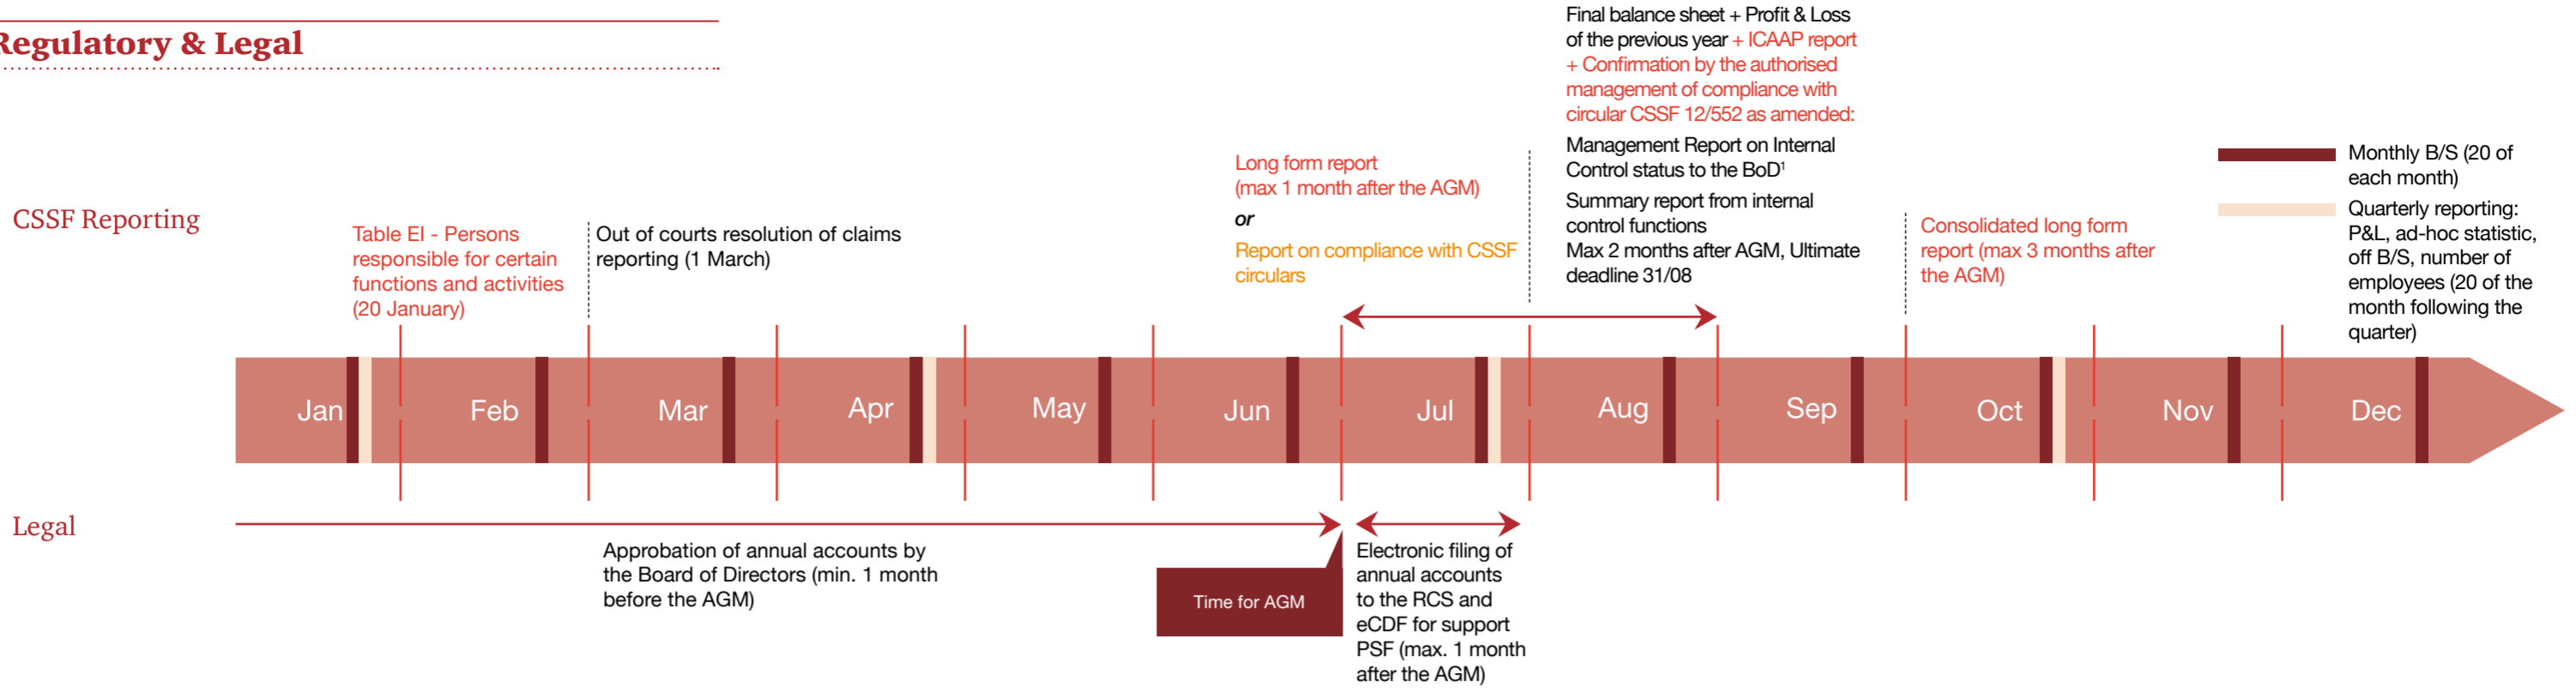 Regulatory & Legal
CSSF Reporting
Table EI - Persons
responsible for certain
functions and activities
(20 January)
Out of courts resolution of claims
reporting (1 March)
Long form report
(max 1 month after the AGM)
or
Report on compliance with CSSF
circulars
Final balance sheet + Profit & Loss
of the previous year + ICAAP report
+ Confirmation by the authorised
management of compliance with
circular CSSF 12/552 as amended:
Management Report on Internal
Control status to the BoD¹
Summary report from internal
control functions
Max 2 months after AGM, Ultimate
deadline 31/08
Consolidated long form
report (max 3 months after
the AGM)
Monthly B/S (20 of
each month)
Quarterly reporting:
P&L, ad-hoc statistic,
off B/S, number of
employees (20 of the
month following the
quarter)
Jan
Feb
Mar
Apr
May
Jun
Jul
Aug
Sep
Oct
Nov
Dec
Legal
Approbation of annual accounts by
the Board of Directors (min. 1 month
before the AGM)
Time for AGM
Electronic filing of
annual accounts
to the RCS and
eCDF for support
PSF (max. 1 month
after the AGM)